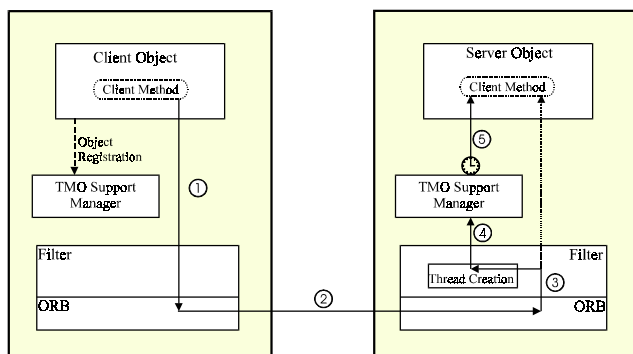 Client Object
Client Method
Object
Registration
TMO Support
Manager
Filter
ORB
1
2
Server Object
Client Method
5
TMO Support
Manager
4
Filter
Thread Creation
3
ORB